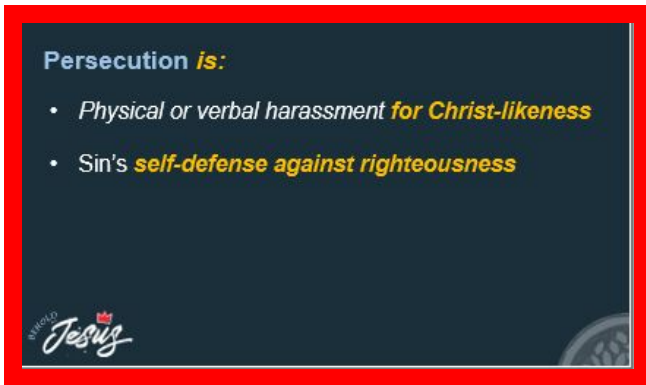 Persecution is:
• Physical or verbal harassment for Christ-likeness
• Sin's self-defense against righteousness
BEHOLD
Jesus